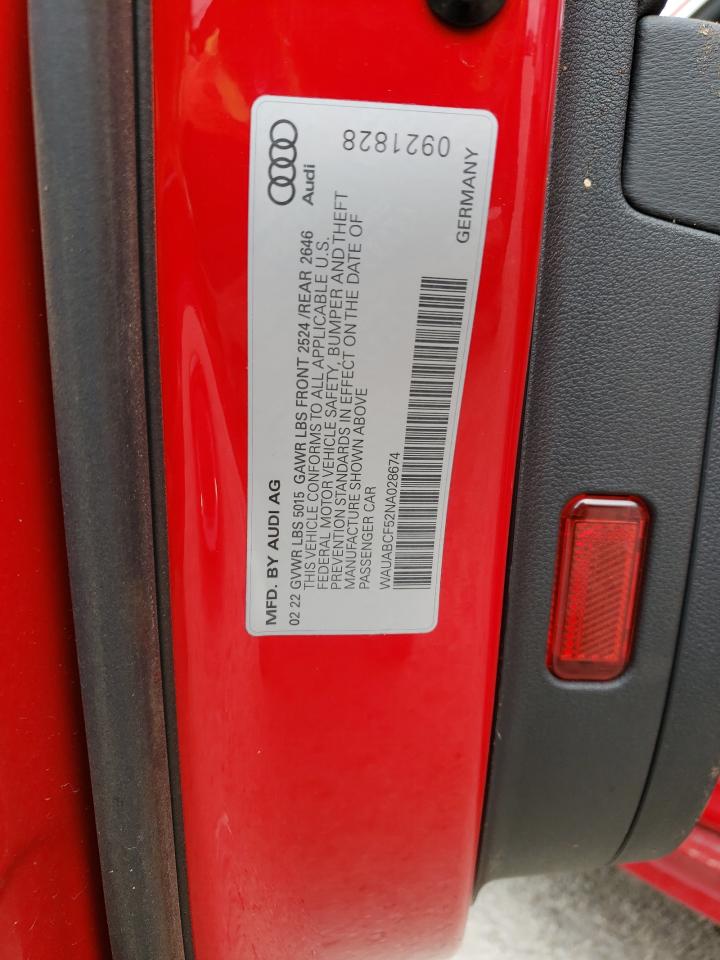 MFD. BY AUDI AG
Audi
02 22 GVWR LBS 5015 GAWR LBS FRONT 2524 /REAR 2646
THIS VEHICLE CONFORMS TO ALL APPLICABLE U.S.
FEDERAL MOTOR VEHICLE SAFETY, BUMPER AND THEFT
PREVENTION STANDARDS IN EFFECT ON THE DATE OF
MANUFACTURE SHOWN ABOVE
PASSENGER CAR
0921828
WAUABCF52NA028674
GERMANY